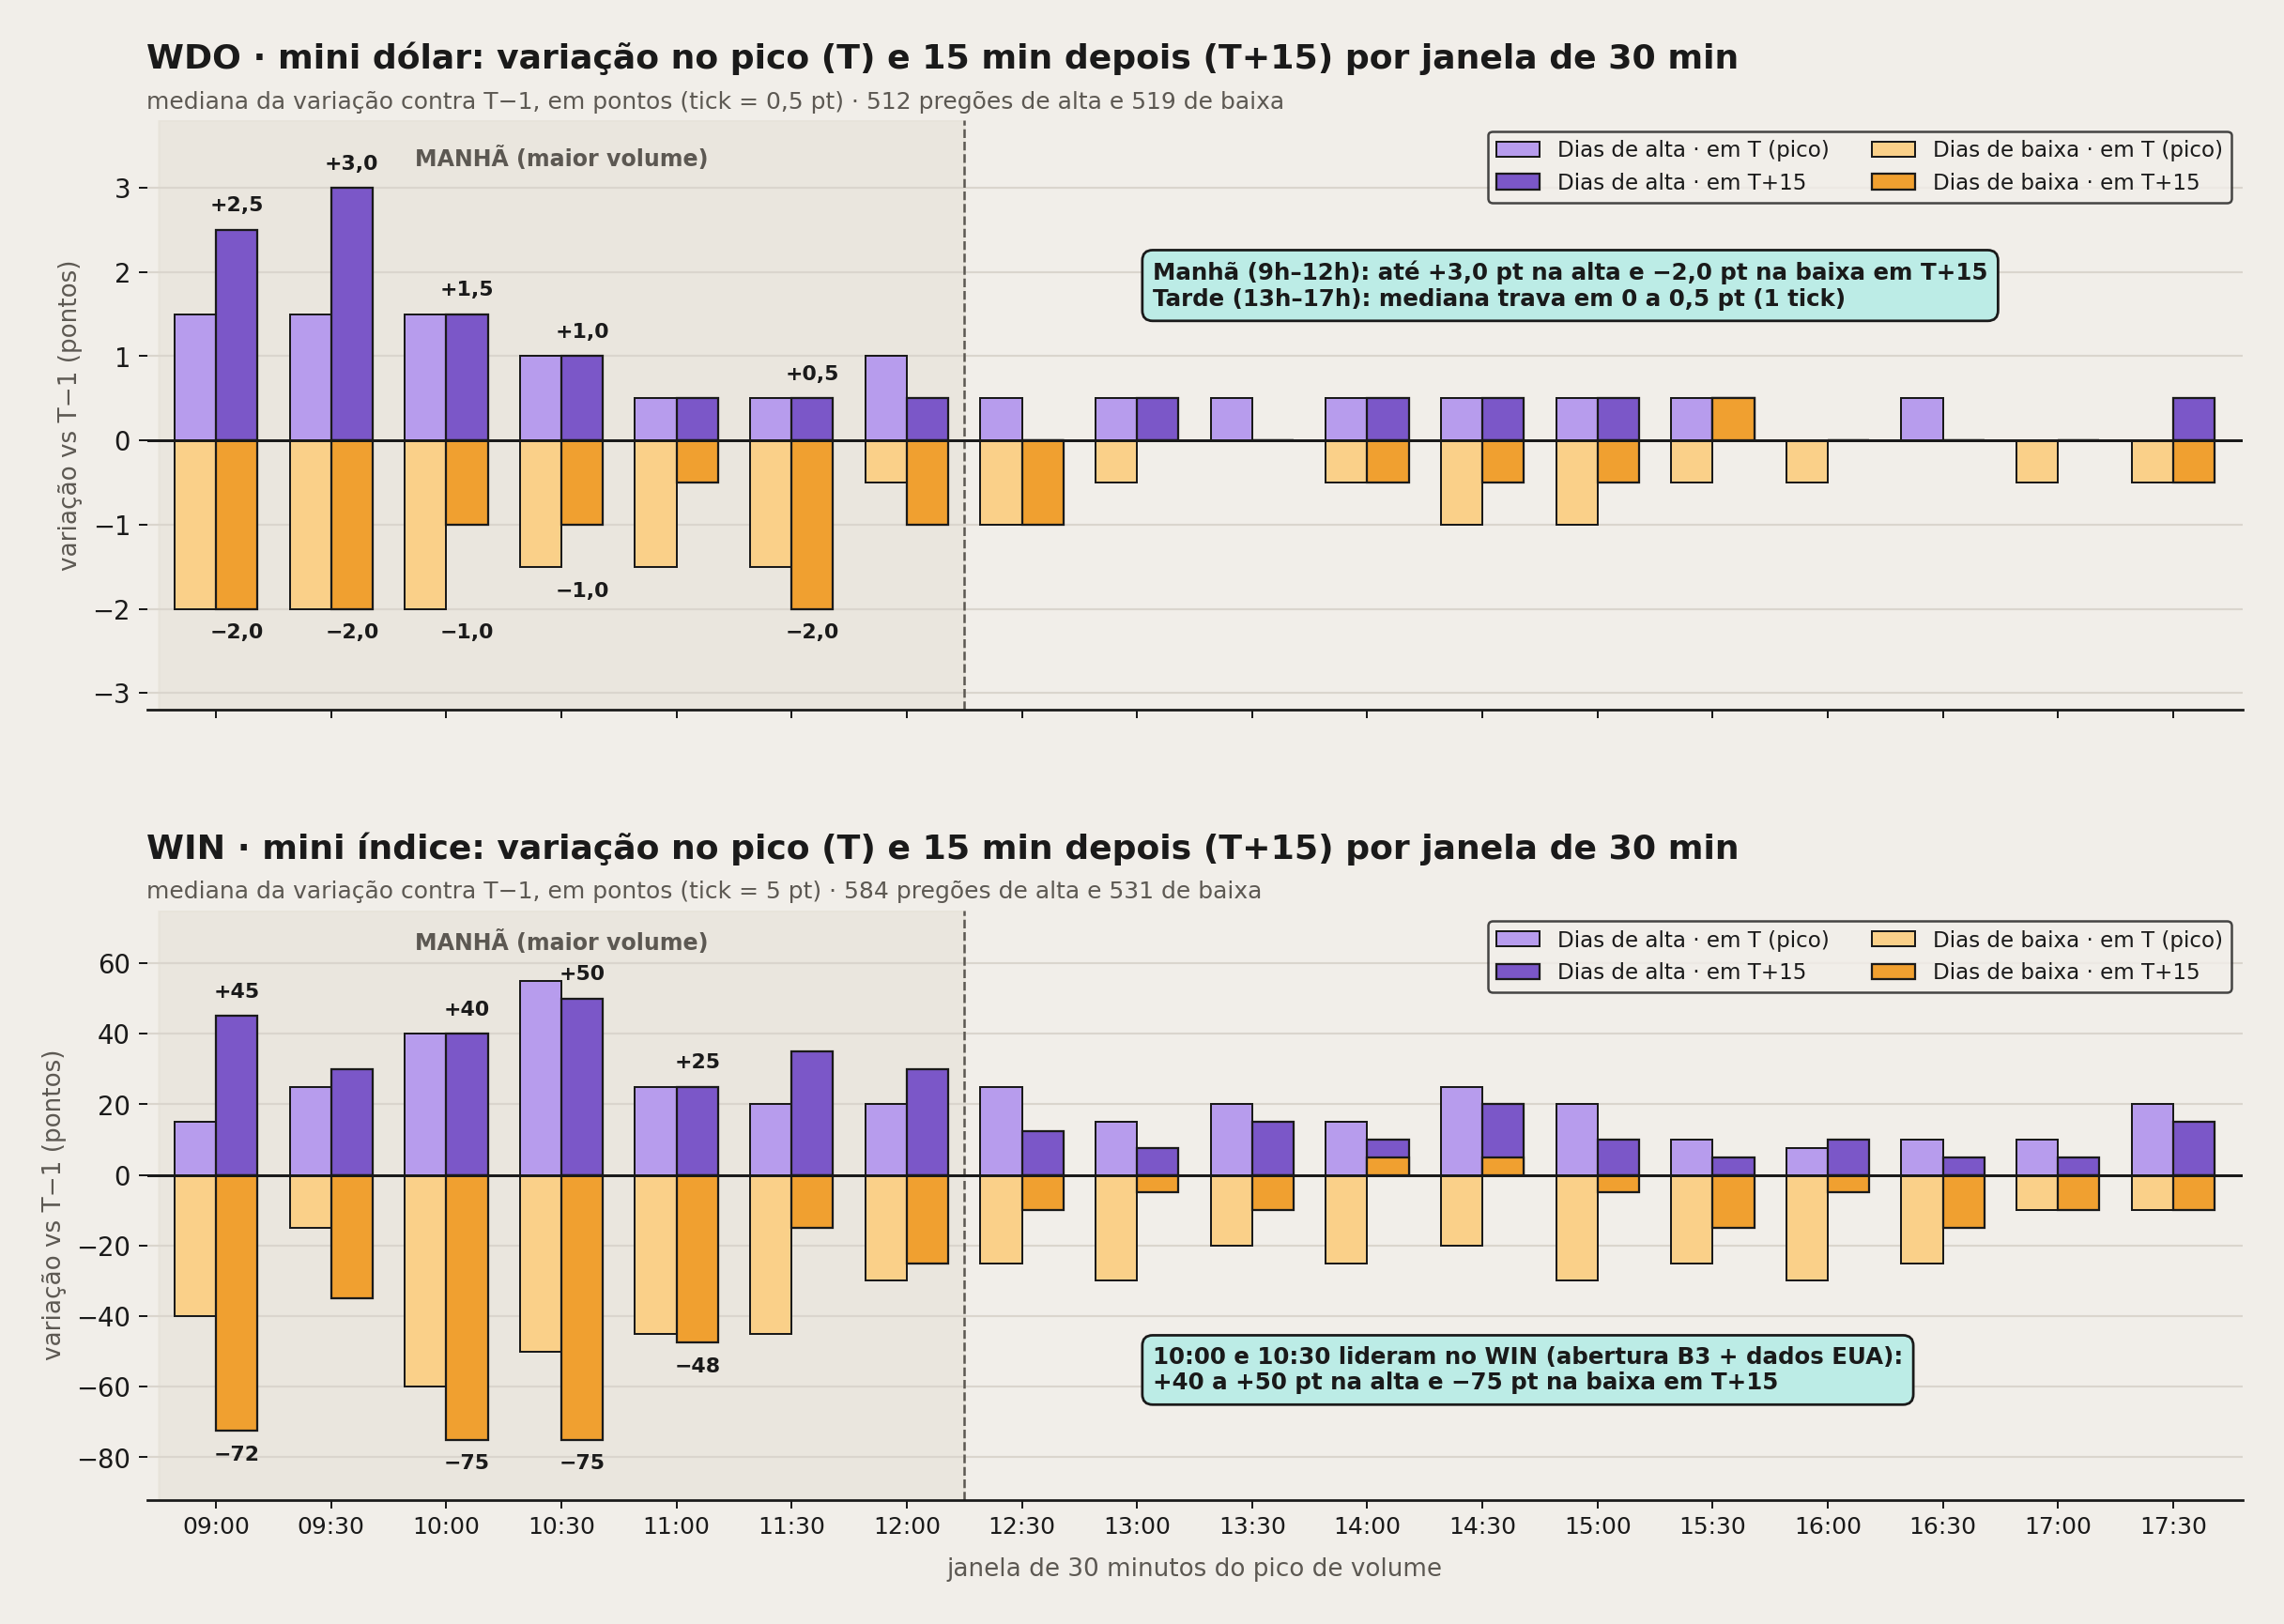 WDO · mini dólar: variação no pico (T) e 15 min depois (T+15) por janela de 30 min
mediana da variação contra T−1, em pontos (tick = 0,5 pt) · 512 pregões de alta e 519 de baixa
MANHÃ (maior volume)
Dias de alta · em T (pico)
Dias de alta · em T+15
Dias de baixa · em T (pico)
Dias de baixa · em T+15
Manhã (9h–12h): até +3,0 pt na alta e −2,0 pt na baixa em T+15
Tarde (13h–17h): mediana trava em 0 a 0,5 pt (1 tick)
variação vs T−1 (pontos)
3
2
1
0
−1
−2
−3
+2,5
+3,0
+1,5
+1,0
+0,5
−2,0
−2,0
−1,0
−1,0
−2,0
WIN · mini índice: variação no pico (T) e 15 min depois (T+15) por janela de 30 min
mediana da variação contra T−1, em pontos (tick = 5 pt) · 584 pregões de alta e 531 de baixa
MANHÃ (maior volume)
Dias de alta · em T (pico)
Dias de alta · em T+15
Dias de baixa · em T (pico)
Dias de baixa · em T+15
variação vs T−1 (pontos)
60
40
20
0
−20
−40
−60
−80
+45
+40
+50
+25
−72
−75
−75
−48
10:00 e 10:30 lideram no WIN (abertura B3 + dados EUA):
+40 a +50 pt na alta e −75 pt na baixa em T+15
09:00 09:30 10:00 10:30 11:00 11:30 12:00 12:30 13:00 13:30 14:00 14:30 15:00 15:30 16:00 16:30 17:00 17:30
janela de 30 minutos do pico de volume